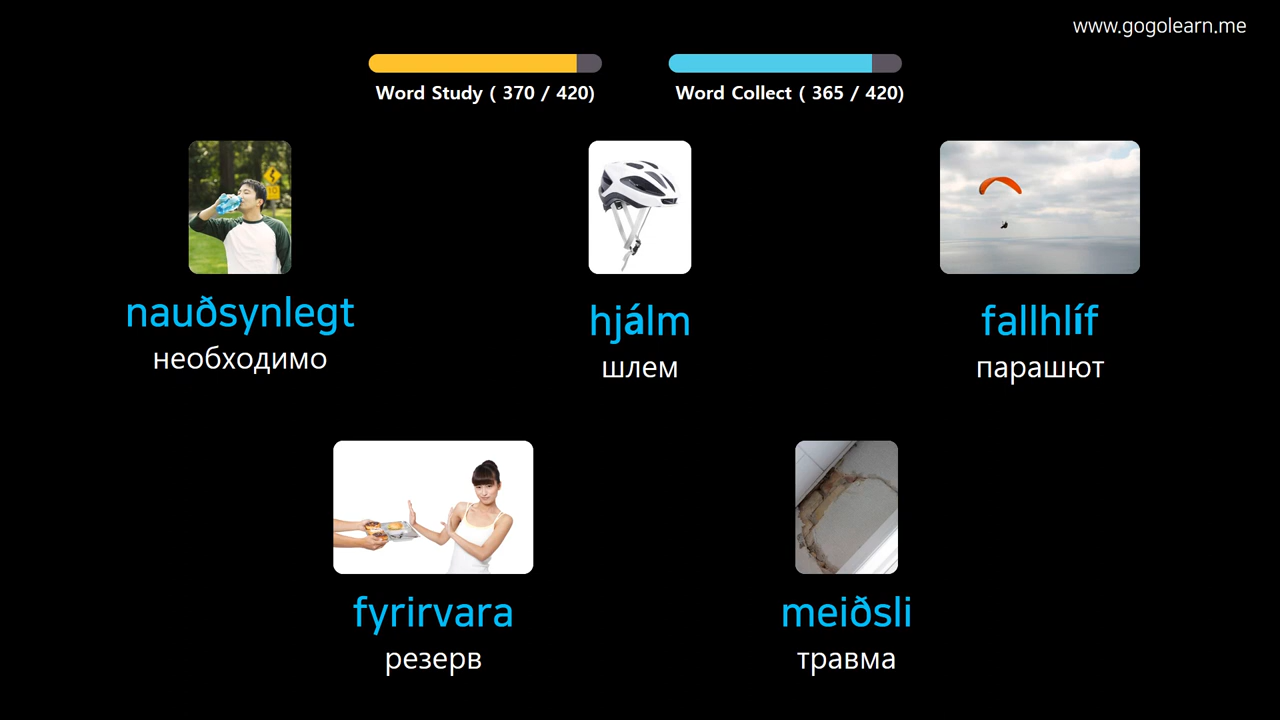 www.gogolearn.me
Word Study ( 370 / 420)
Word Collect ( 365 / 420)
nauðsynlegt
необходимо
hjálm
шлем
fallhlíf
парашют
fyrirvara
резерв
meiðsli
травма